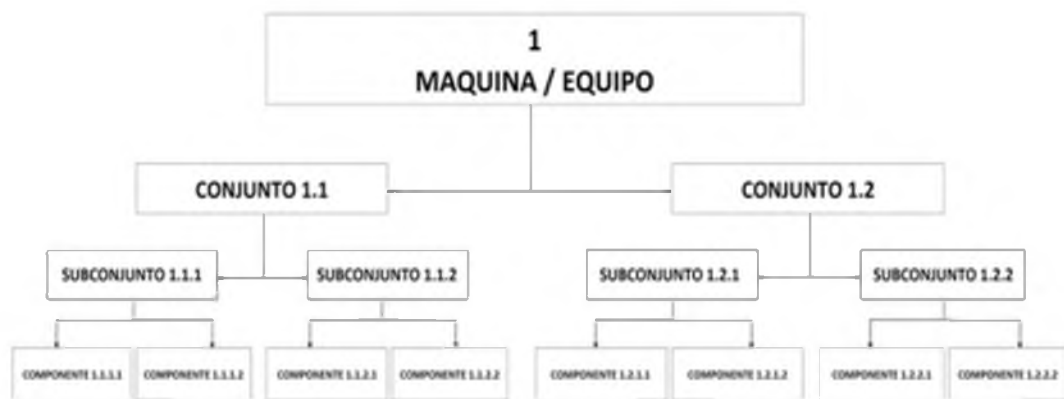 1
MAQUINA / EQUIPO
CONJUNTO 1.1
CONJUNTO 1.2
SUBCONJUNTO 1.1.1
SUBCONJUNTO 1.1.2
SUBCONJUNTO 1.2.1
SUBCONJUNTO 1.2.2
COMPONENTE 1.1.1.1
COMPONENTE 1.1.1.2
COMPONENTE 1.1.2.1
COMPONENTE 1.1.2.2
COMPONENTE 1.2.1.1
COMPONENTE 1.2.1.2
COMPONENTE 1.2.2.1
COMPONENTE 1.2.2.2